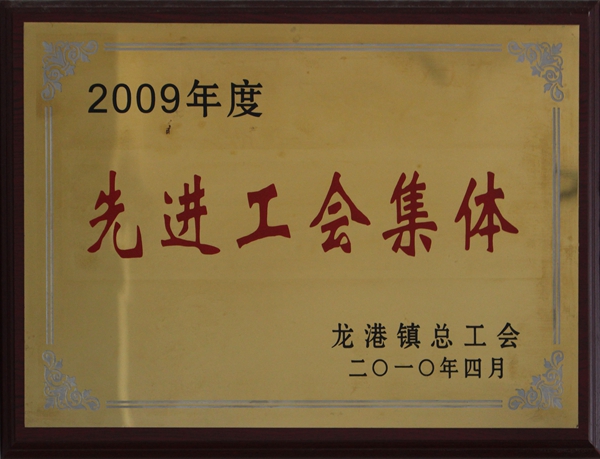 2009年度
先进工会集体
龙港镇总工会
二〇一〇年四月